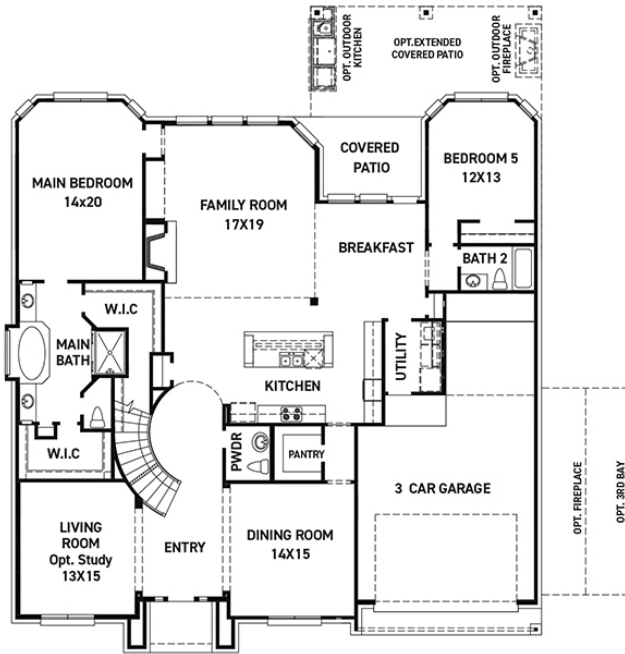 OPT. OUTDOOR
KITCHEN
OPT.EXTENDED
COVERED PATIO
OPT. OUTDOOR
FIREPLACE
COVERED
PATIO
BEDROOM 5
12X13
MAIN BEDROOM
14x20
FAMILY ROOM
17X19
BREAKFAST
BATH 2
W.I.C
MAIN
BATH
UTILITY
KITCHEN
W.I.C
PWDR
PANTRY
3 CAR GARAGE
OPT. FIREPLACE
OPT. 3RD BAY
LIVING
ROOM
Opt. Study
13X15
ENTRY
DINING ROOM
14X15